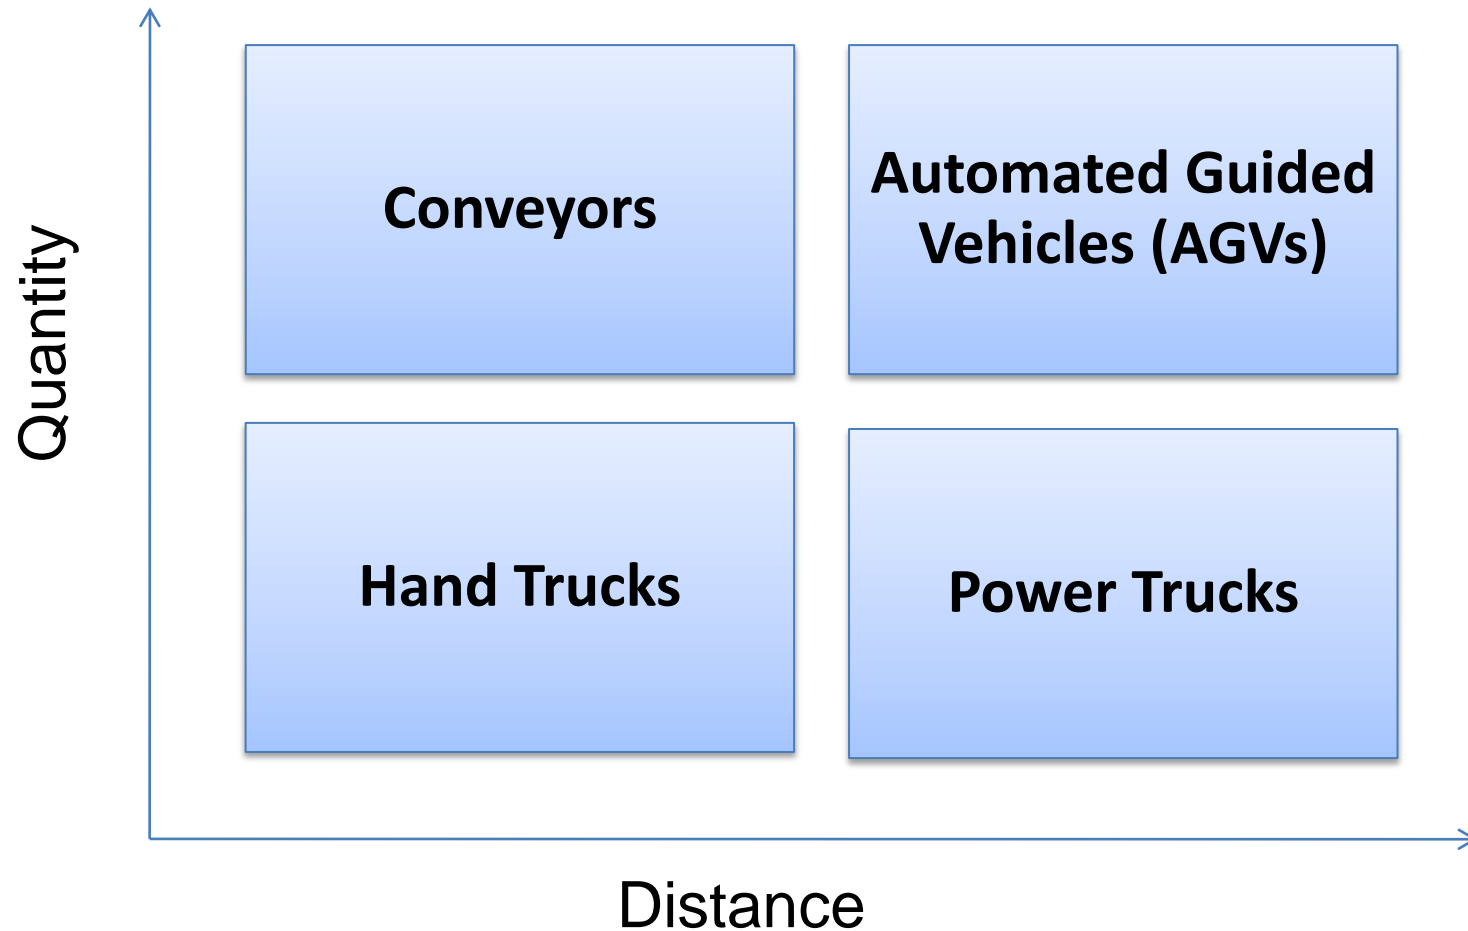 Quantity
Conveyors
Automated Guided
Vehicles (AGVs)
Hand Trucks
Power Trucks
Distance